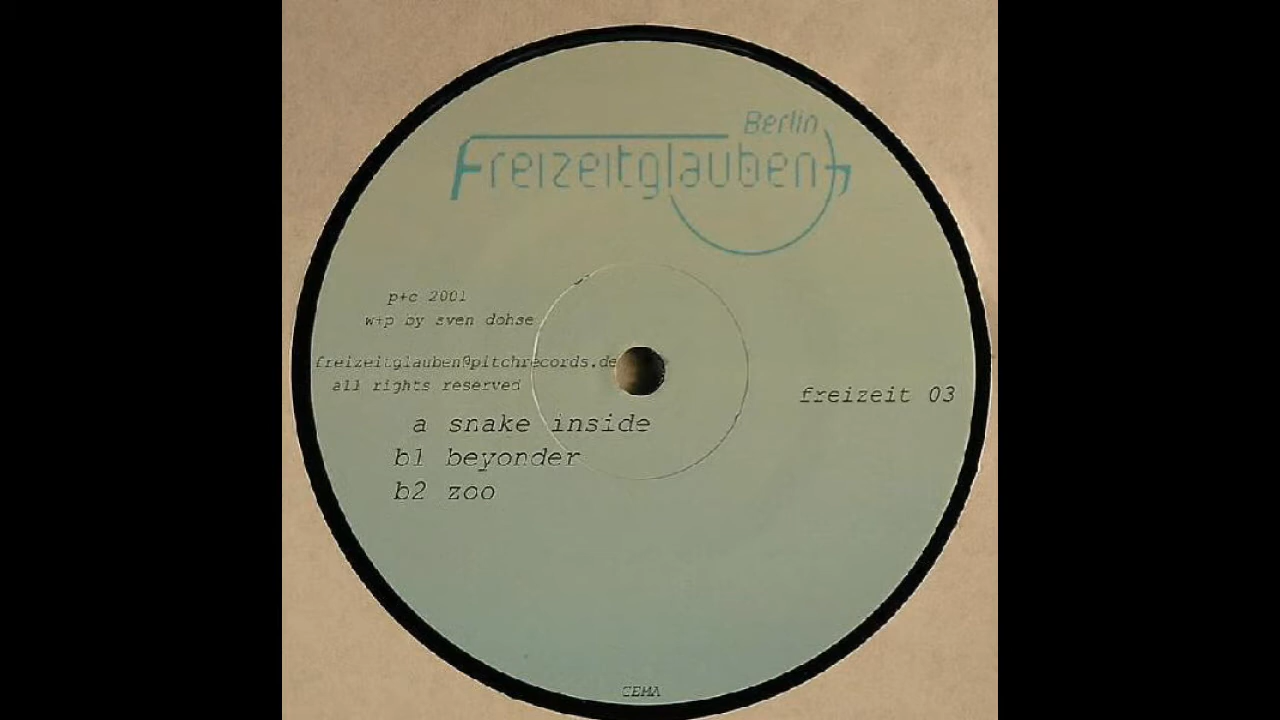 Berlin
Freizeitglauben
p+c 2001
w+p by sven dohse
freizeitglauben@pitchrecords.de
all rights reserved
freizeit 03
a snake inside
b1 beyonder
b2 zoo